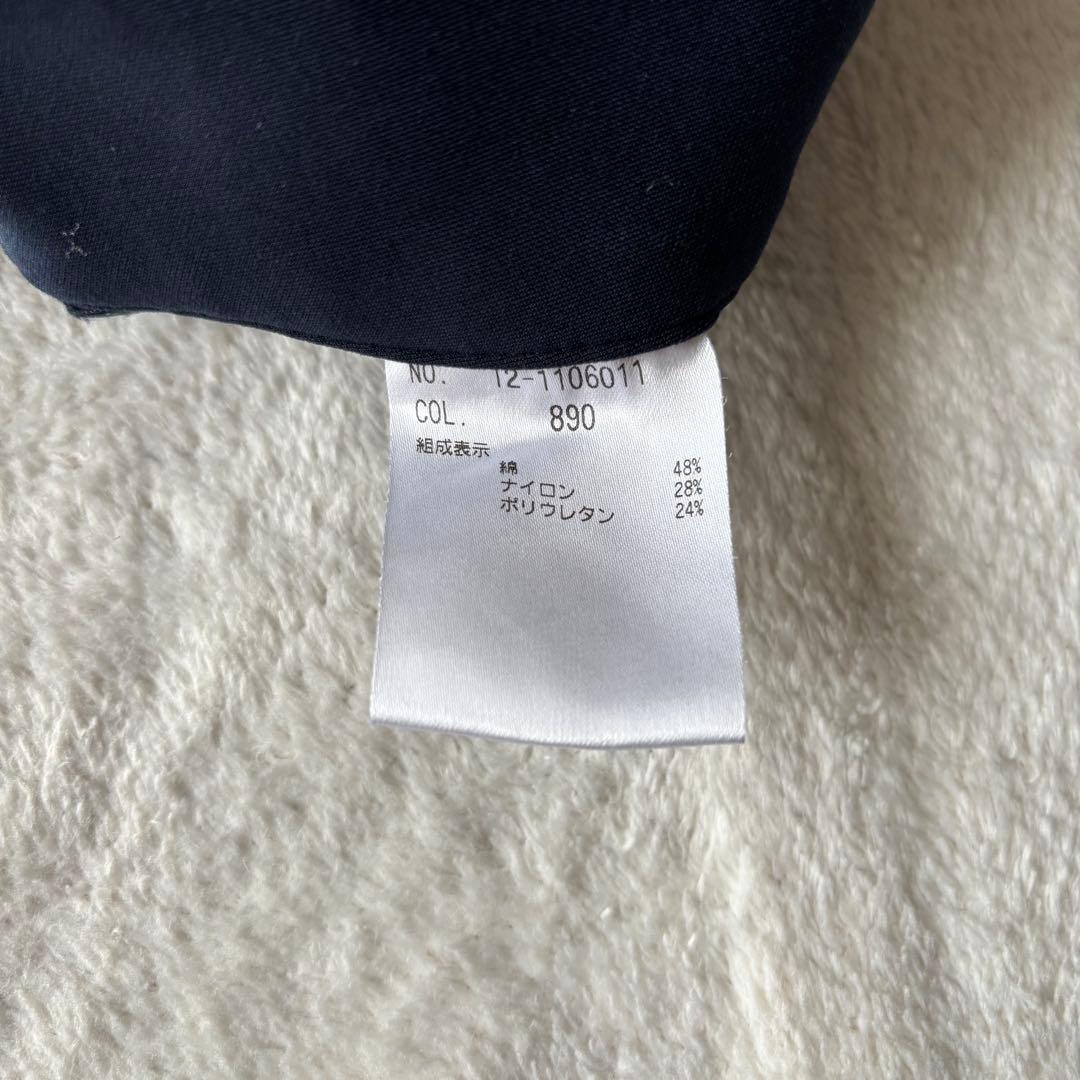 NO. 12-1106011
COL. 890
組成表示
綿 48%
ナイロン 28%
ポリウレタン 24%